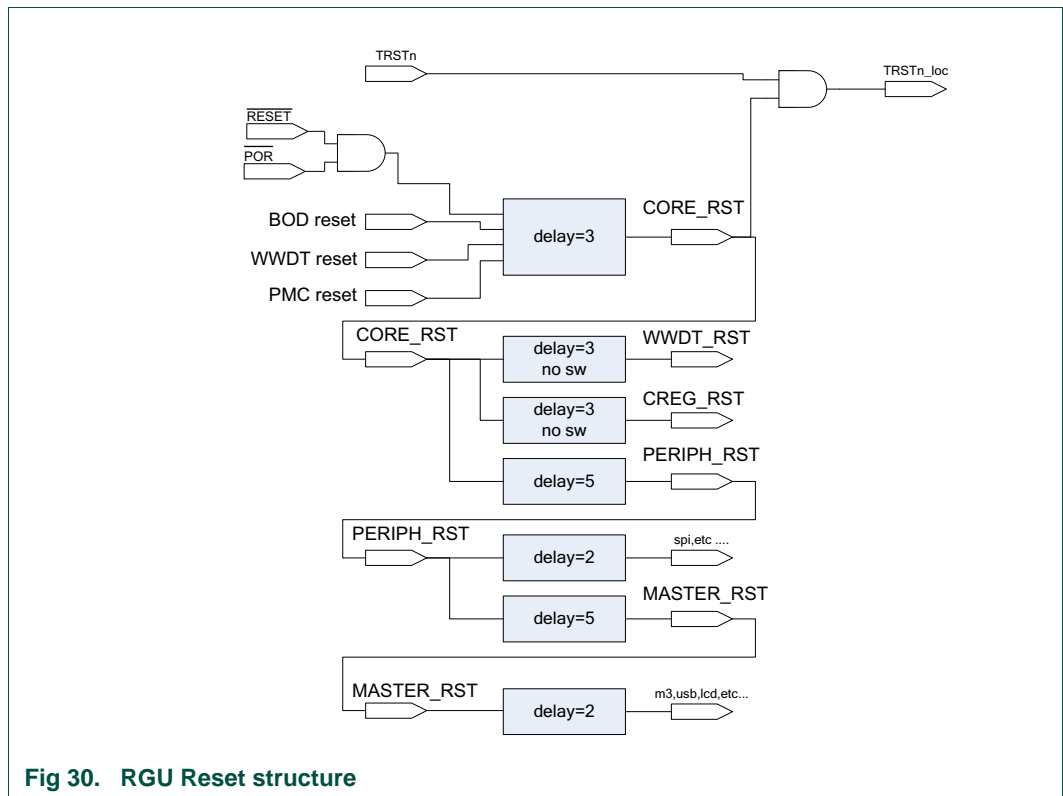 TRSTn
TRSTn_loc
RESET
POR
BOD reset
WWDT reset
PMC reset
delay=3
CORE_RST
CORE_RST
delay=3
no sw
WWDT_RST
delay=3
no sw
CREG_RST
delay=5
PERIPH_RST
PERIPH_RST
delay=2
spi,etc ....
delay=5
MASTER_RST
MASTER_RST
delay=2
m3,usb,lcd,etc...
Fig 30. RGU Reset structure